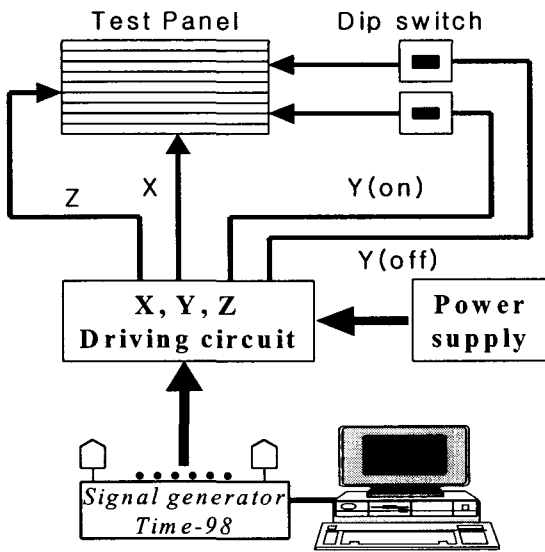 Test Panel
Dip switch
Z
X
Y(on)
Y(off)
X, Y, Z
Driving circuit
Power
supply
Signal generator
Time-98